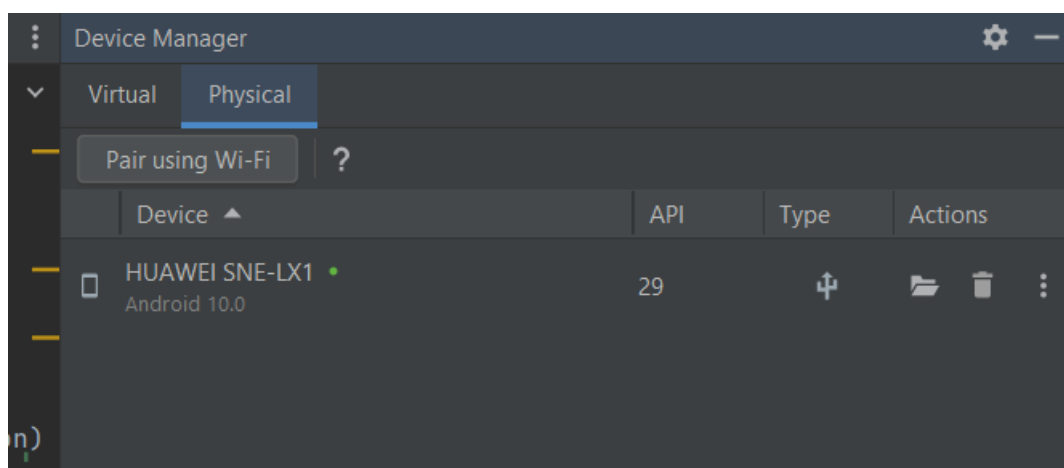 Device Manager
Virtual Physical
Pair using Wi-Fi ?
Device API Type Actions
HUAWEI SNE-LX1 29
Android 10.0
n)